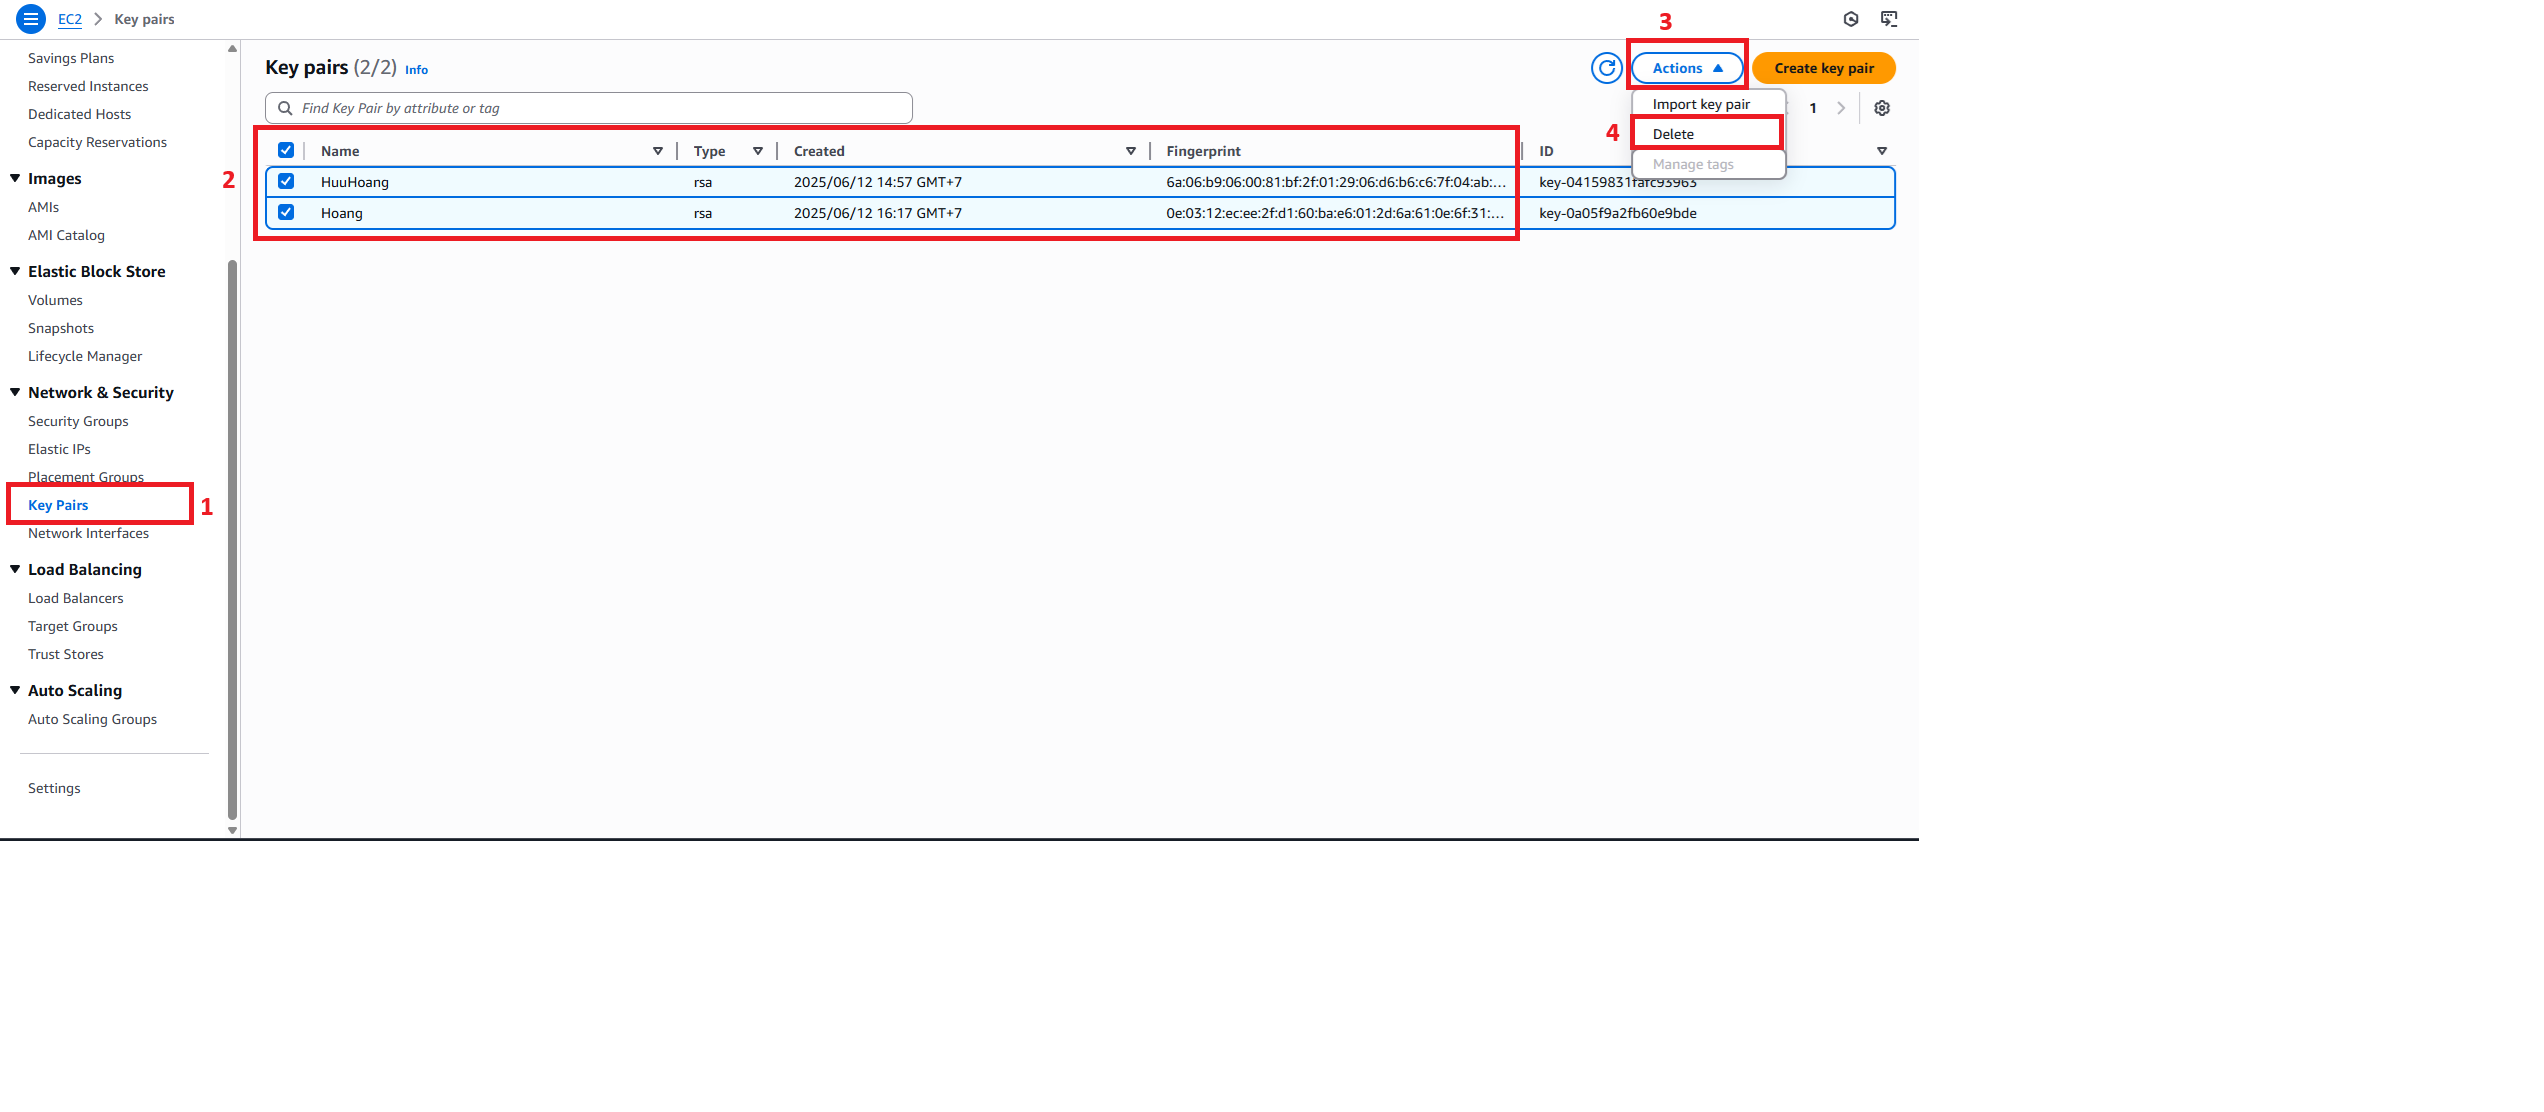 EC2 > Key pairs
3
Savings Plans
Reserved Instances
Dedicated Hosts
Capacity Reservations
Images
AMIs
AMI Catalog
Elastic Block Store
Volumes
Snapshots
Lifecycle Manager
Network & Security
Security Groups
Elastic IPs
Placement Groups
Key Pairs 1
Network Interfaces
Load Balancing
Load Balancers
Target Groups
Trust Stores
Auto Scaling
Auto Scaling Groups
Settings
Key pairs (2/2) Info
Actions
Create key pair
Find Key Pair by attribute or tag
Import key pair
1
4 Delete
Manage tags
2
Name Type Created Fingerprint ID
HuuHoang rsa 2025/06/12 14:57 GMT+7 6a:06:b9:06:00:81:bf:2f:01:29:06:d6:b6:c6:7f:04:ab:... key-04159831fafc93963
Hoang rsa 2025/06/12 16:17 GMT+7 0e:03:12:ec:ee:2f:d1:60:ba:e6:01:2d:6a:61:0e:6f:31:... key-0a05f9a2fb60e9bde